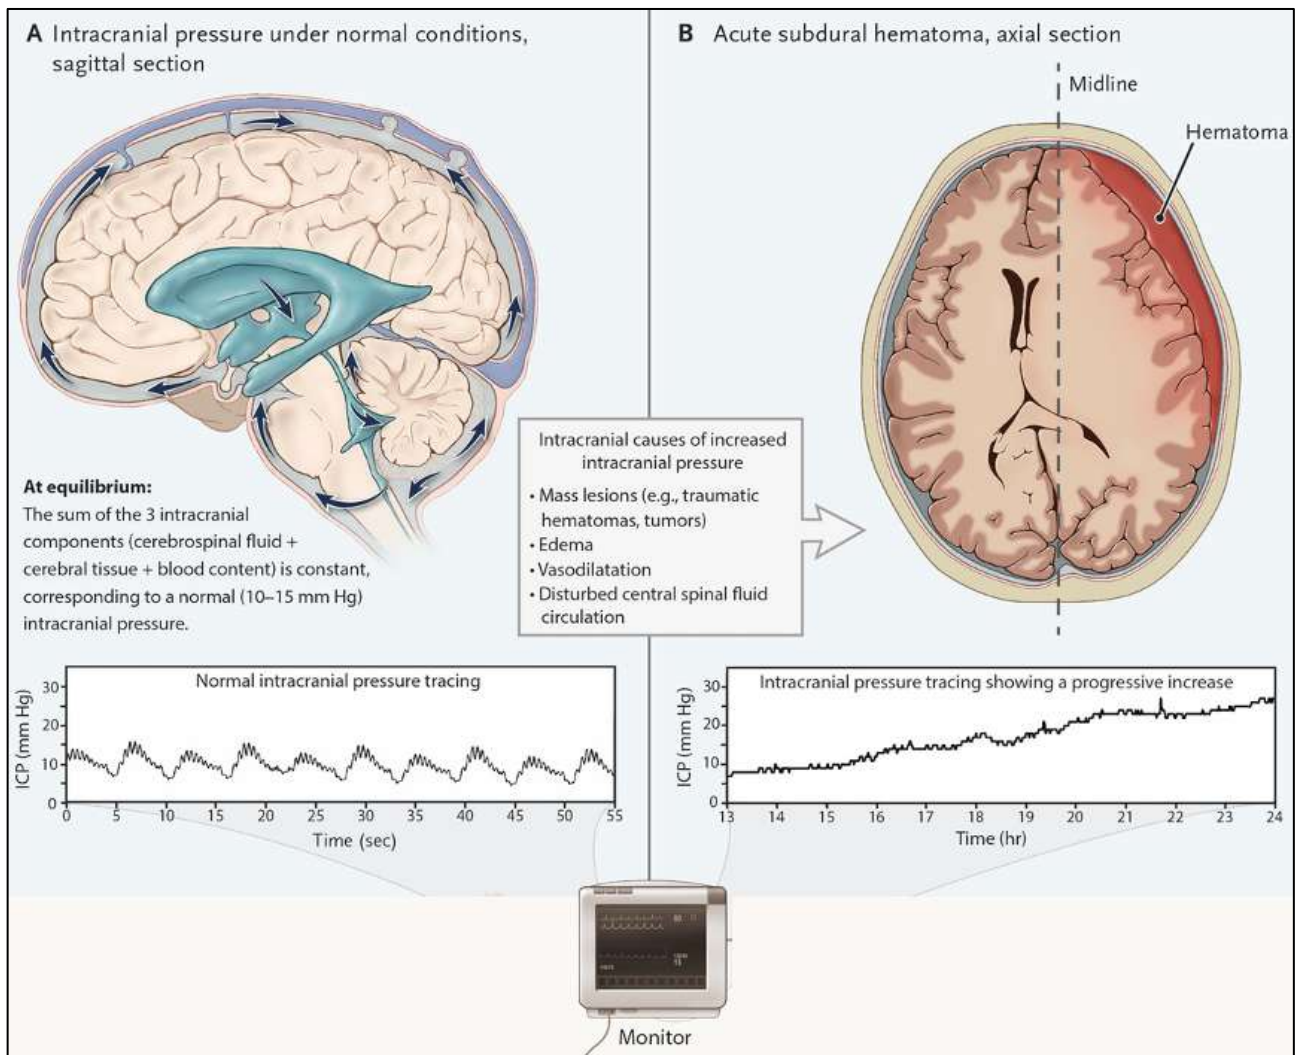 A Intracranial pressure under normal conditions,
sagittal section
At equilibrium:
The sum of the 3 intracranial
components (cerebrospinal fluid +
cerebral tissue + blood content) is constant,
corresponding to a normal (10–15 mm Hg)
intracranial pressure.
B Acute subdural hematoma, axial section
Midline
Hematoma
Intracranial causes of increased
intracranial pressure
• Mass lesions (e.g., traumatic
hematomas, tumors)
• Edema
• Vasodilatation
• Disturbed central spinal fluid
circulation
Normal intracranial pressure tracing
ICP (mm Hg)
30
20
10
0
0 5 10 15 20 25 30 35 40 45 50 55
Time (sec)
Intracranial pressure tracing showing a progressive increase
ICP (mm Hg)
30
20
10
0
13 14 15 16 17 18 19 20 21 22 23 24
Time (hr)
Monitor